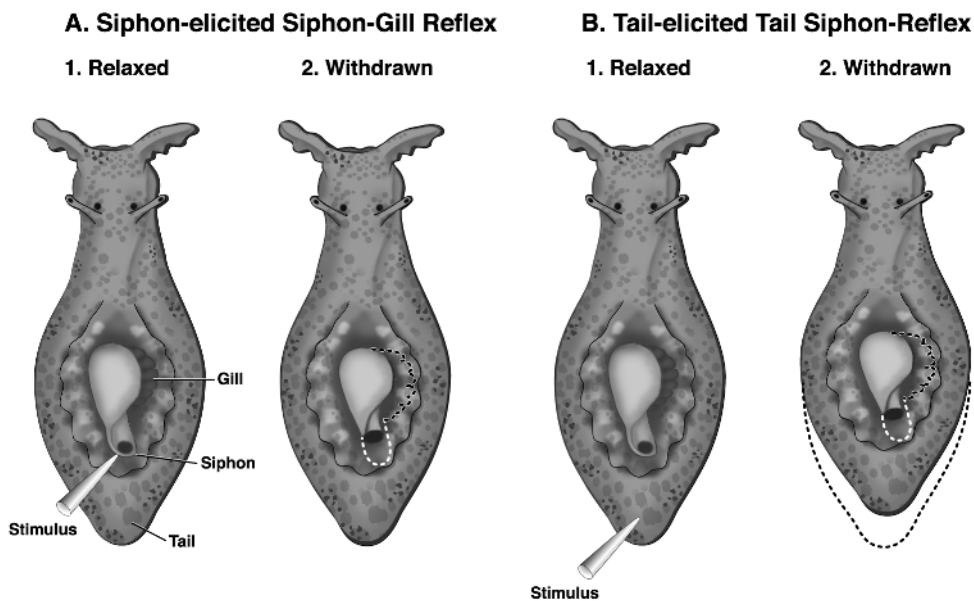 A. Siphon-elicited Siphon-Gill Reflex
1. Relaxed
2. Withdrawn
Gill
Siphon
Stimulus
Tail
B. Tail-elicited Tail Siphon-Reflex
1. Relaxed
2. Withdrawn
Stimulus